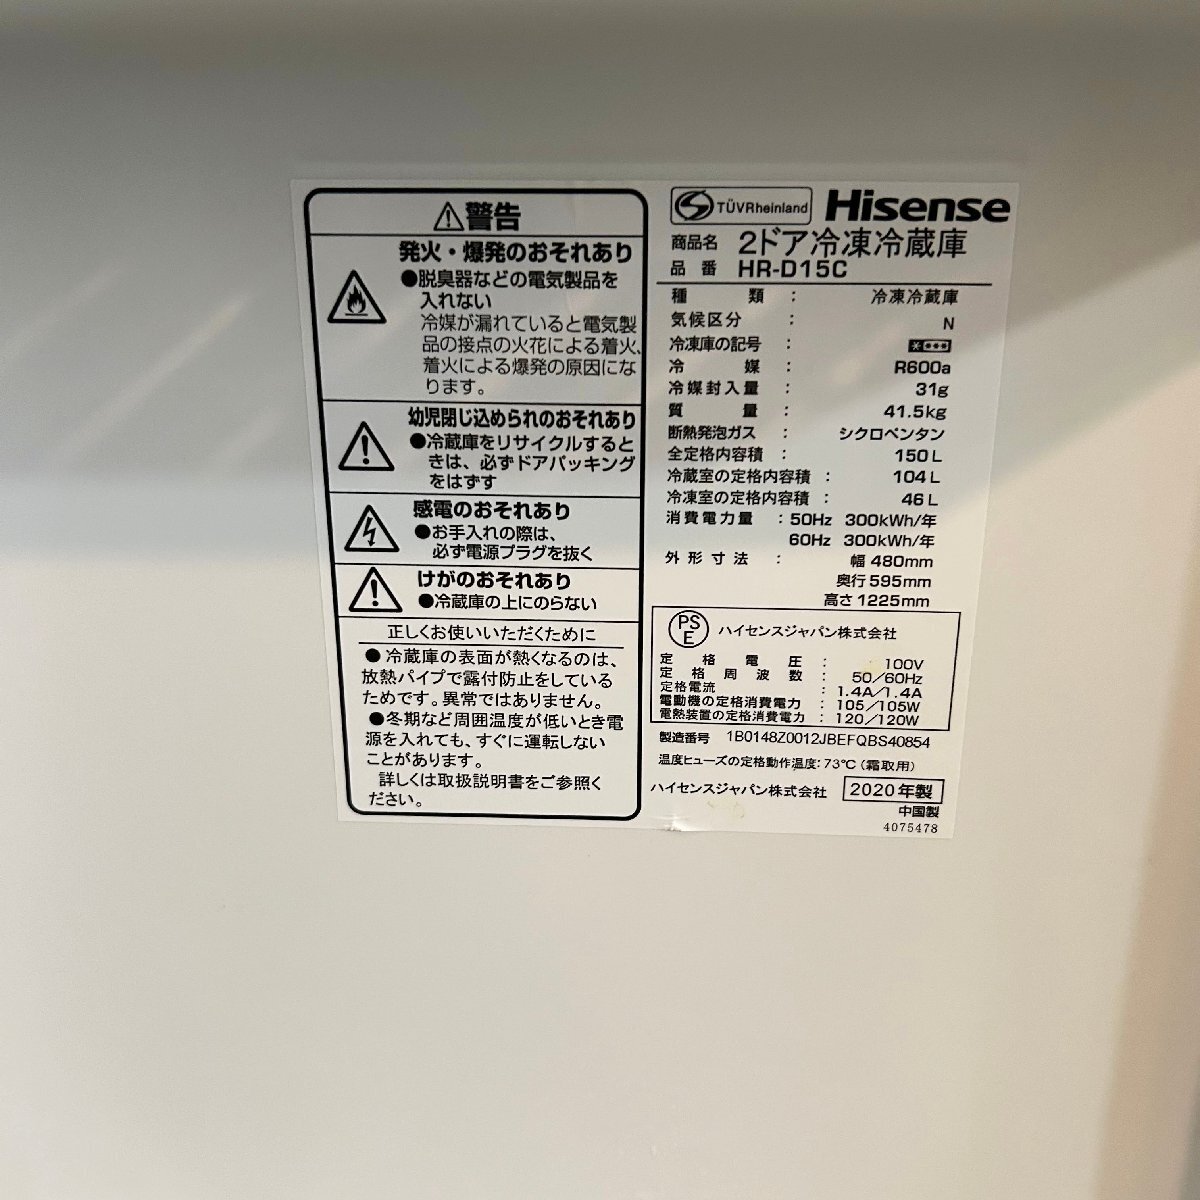 ⚠警告
発火・爆発のおそれあり
●脱臭器などの電気製品を
入れない
冷媒が漏れていると電気製
品の接点の火花による着火、
着火による爆発の原因にな
ります。
幼児閉じ込められのおそれあり
●冷蔵庫をリサイクルすると
きは、必ずドアパッキング
をはずす
感電のおそれあり
●お手入れの際は、
必ず電源プラグを抜く
けがのおそれあり
●冷蔵庫の上にのらない
正しくお使いいただくために
●冷蔵庫の表面が熱くなるのは、
放熱パイプで露付防止をしている
ためです。異常ではありません。
●冬期など周囲温度が低いとき電
源を入れても、すぐに運転しない
ことがあります。
詳しくは取扱説明書をご参照く
ださい。
TÜVRheinland Hisense
商品名 2ドア冷凍冷蔵庫
品番 HR-D15C
種類 : 冷凍冷蔵庫
気候区分 : N
冷凍庫の記号 : ****
冷媒 : R600a
冷媒封入量 : 31g
質量 : 41.5kg
断熱発泡ガス : シクロペンタン
全定格内容積 : 150L
冷蔵室の定格内容積 : 104L
冷凍室の定格内容積 : 46L
消費電力量 : 50Hz 300kWh/年
60Hz 300kWh/年
外形寸法 : 幅 480mm
奥行 595mm
高さ 1225mm
PSE ハイセンスジャパン株式会社
定格電圧 : 100V
定格周波数 : 50/60Hz
定格電流 : 1.4A/1.4A
電動機の定格消費電力 : 105/105W
電熱装置の定格消費電力 : 120/120W
製造番号 1B0148Z0012JBEFQBS40854
温度ヒューズの定格動作温度:73℃(霜取用)
ハイセンスジャパン株式会社 2020年製
中国製
4075478